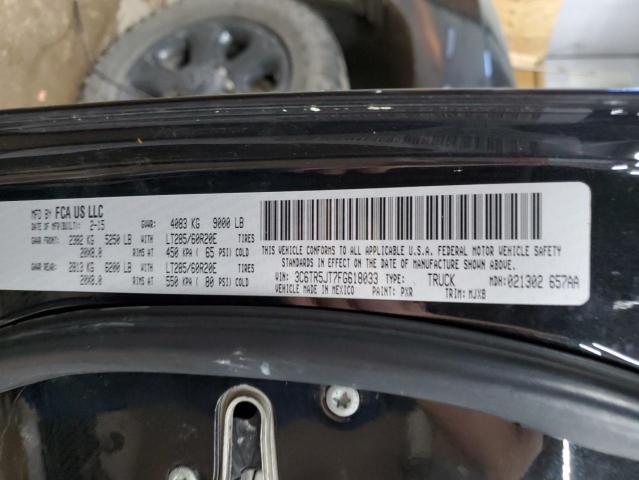 MFD BY FCA US LLC
DATE OF MFR(BUILT): 2-15 GVWR: 4083 KG 9000 LB
GAWR FRONT: 2382 KG 5250 LB WITH LT285/60R20E TIRES
20X8.0 RIMS AT 450 KPA ( 65 PSI) COLD
GAWR REAR: 2813 KG 6200 LB WITH LT285/60R20E TIRES
20X8.0 RIMS AT 550 KPA ( 80 PSI) COLD
THIS VEHICLE CONFORMS TO ALL APPLICABLE U.S.A. FEDERAL MOTOR VEHICLE SAFETY
STANDARDS IN EFFECT ON THE DATE OF MANUFACTURE SHOWN ABOVE.
VIN: 3C6TR5JT7FG618033 TYPE: TRUCK MDH: 021302 657AA
VEHICLE MADE IN MEXICO PAINT: PXR TRIM: MJX8